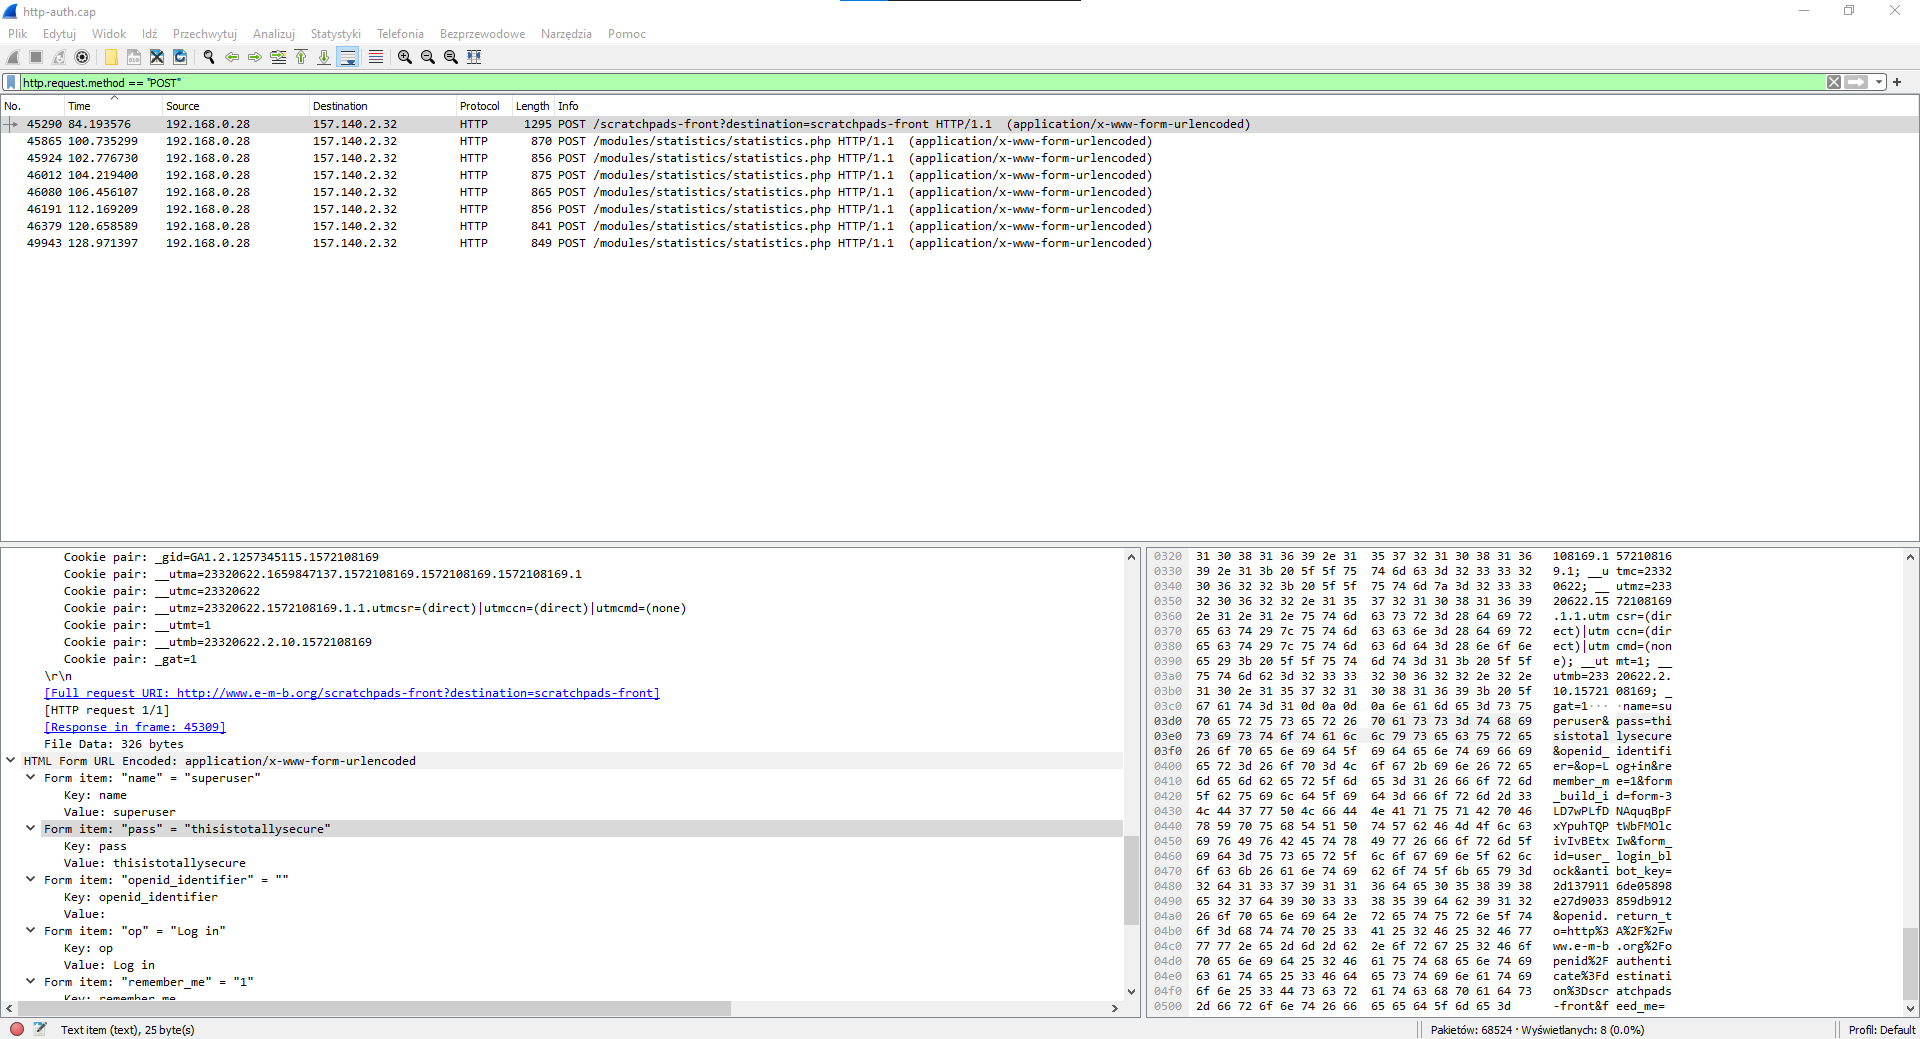 http-auth.cap
Plik Edytuj Widok Idź Przechwytuj Analizuj Statystyki Telefonia Bezprzewodowe Narzędzia Pomoc
http.request.method == "POST"
No. Time Source Destination Protocol Length Info
45290 84.193576 192.168.0.28 157.140.2.32 HTTP 1295 POST /scratchpads-front?destination=scratchpads-front HTTP/1.1 (application/x-www-form-urlencoded)
45865 100.735299 192.168.0.28 157.140.2.32 HTTP 870 POST /modules/statistics/statistics.php HTTP/1.1 (application/x-www-form-urlencoded)
45924 102.776730 192.168.0.28 157.140.2.32 HTTP 856 POST /modules/statistics/statistics.php HTTP/1.1 (application/x-www-form-urlencoded)
46012 104.219400 192.168.0.28 157.140.2.32 HTTP 875 POST /modules/statistics/statistics.php HTTP/1.1 (application/x-www-form-urlencoded)
46080 106.456107 192.168.0.28 157.140.2.32 HTTP 865 POST /modules/statistics/statistics.php HTTP/1.1 (application/x-www-form-urlencoded)
46191 112.169209 192.168.0.28 157.140.2.32 HTTP 856 POST /modules/statistics/statistics.php HTTP/1.1 (application/x-www-form-urlencoded)
46379 120.658589 192.168.0.28 157.140.2.32 HTTP 841 POST /modules/statistics/statistics.php HTTP/1.1 (application/x-www-form-urlencoded)
49943 128.971397 192.168.0.28 157.140.2.32 HTTP 849 POST /modules/statistics/statistics.php HTTP/1.1 (application/x-www-form-urlencoded)
Cookie pair: _gid=GA1.2.1257345115.1572108169
Cookie pair: __utma=23320622.1659847137.1572108169.1572108169.1572108169.1
Cookie pair: __utmc=23320622
Cookie pair: __utmz=23320622.1572108169.1.1.utmcsr=(direct)|utmccn=(direct)|utmcmd=(none)
Cookie pair: __utmt=1
Cookie pair: __utmb=23320622.2.10.1572108169
Cookie pair: _gat=1
\r\n
[Full request URI: http://www.e-m-b.org/scratchpads-front?destination=scratchpads-front]
[HTTP request 1/1]
[Response in frame: 45309]
File Data: 326 bytes
HTML Form URL Encoded: application/x-www-form-urlencoded
Form item: "name" = "superuser"
Key: name
Value: superuser
Form item: "pass" = "thisistotallysecure"
Key: pass
Value: thisistotallysecure
Form item: "openid_identifier" = ""
Key: openid_identifier
Value:
Form item: "op" = "Log in"
Key: op
Value: Log in
Form item: "remember_me" = "1"
Key: remember_me
0320 31 30 38 31 36 39 2e 31 35 37 32 31 30 38 31 36 108169.1 57210816
0330 39 2e 31 3b 20 5f 5f 75 74 6d 63 3d 32 33 33 32 9.1; __u tmc=2332
0340 30 36 32 32 3b 20 5f 5f 75 74 6d 7a 3d 32 33 33 0622; __ utmz=233
0350 32 30 36 32 32 2e 31 35 37 32 31 30 38 31 36 39 20622.15 72108169
0360 2e 31 2e 31 2e 75 74 6d 63 73 72 3d 28 64 69 72 .1.1.utm csr=(dir
0370 65 63 74 29 7c 75 74 6d 63 63 6e 3d 28 64 69 72 ect)|utm ccn=(dir
0380 65 63 74 29 7c 75 74 6d 63 6d 64 3d 28 6e 6f 6e ect)|utm cmd=(non
0390 65 29 3b 20 5f 5f 75 74 6d 74 3d 31 3b 20 5f 5f e); __ut mt=1; __
03a0 75 74 6d 62 3d 32 33 33 32 30 36 32 32 2e 32 2e utmb=233 20622.2.
03b0 31 30 2e 31 35 37 32 31 30 38 31 36 39 3b 20 5f 10.15721 08169; _
03c0 67 61 74 3d 31 0d 0a 0d 0a 6e 61 6d 65 3d 73 75 gat=1··· ·name=su
03d0 70 65 72 75 73 65 72 26 70 61 73 73 3d 74 68 69 peruser& pass=thi
03e0 73 69 73 74 6f 74 61 6c 6c 79 73 65 63 75 72 65 sistotal lysecure
03f0 26 6f 70 65 6e 69 64 5f 69 64 65 6e 74 69 66 69 &openid_ identifi
0400 65 72 3d 26 6f 70 3d 4c 6f 67 2b 69 6e 26 72 65 er=&op=L og+in&re
0410 6d 65 6d 62 65 72 5f 6d 65 3d 31 26 66 6f 72 6d member_m e=1&form
0420 5f 62 75 69 6c 64 5f 69 64 3d 66 6f 72 6d 2d 33 _build_i d=form-3
0430 4c 44 37 77 50 4c 66 44 4e 41 71 75 71 42 70 46 LD7wPLfD NAquqBpF
0440 78 59 70 75 68 54 51 50 74 57 62 46 4d 4f 6c 63 xYpuhTQP tWbFMOlc
0450 69 76 49 76 42 45 74 78 49 77 26 66 6f 72 6d 5f ivIvBEtx Iw&form_
0460 69 64 3d 75 73 65 72 5f 6c 6f 67 69 6e 5f 62 6c id=user_ login_bl
0470 6f 63 6b 26 61 6e 74 69 62 6f 74 5f 6b 65 79 3d ock&anti bot_key=
0480 32 64 31 33 37 39 31 31 36 64 65 30 35 38 39 38 2d137911 6de05898
0490 65 32 37 64 39 30 33 33 38 35 39 64 62 39 31 32 e27d9033 859db912
04a0 26 6f 70 65 6e 69 64 2e 72 65 74 75 72 6e 5f 74 &openid. return_t
04b0 6f 3d 68 74 74 70 25 33 41 25 32 46 25 32 46 77 o=http%3 A%2F%2Fw
04c0 77 77 2e 65 2d 6d 2d 62 2e 6f 72 67 25 32 46 6f ww.e-m-b .org%2Fo
04d0 70 65 6e 69 64 25 32 46 61 75 74 68 65 6e 74 69 penid%2F authenti
04e0 63 61 74 65 25 33 46 64 65 73 74 69 6e 61 74 69 cate%3Fd estinati
04f0 6f 6e 25 33 44 73 63 72 61 74 63 68 70 61 64 73 on%3Dscr atchpads
0500 2d 66 72 6f 6e 74 26 66 65 65 64 5f 6d 65 3d -front&f eed_me=
Text item (text), 25 byte(s)
Pakietów: 68524 · Wyświetlanych: 8 (0.0%)
Profil: Default